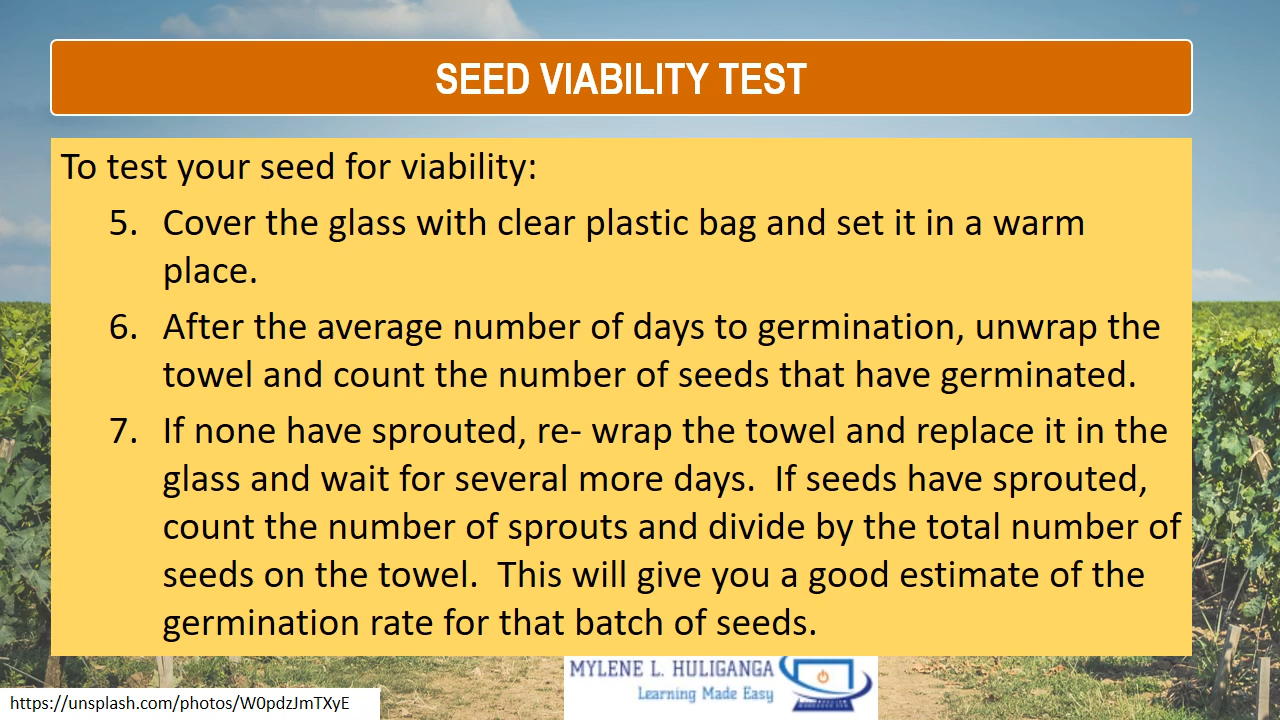 SEED VIABILITY TEST
To test your seed for viability:
5. Cover the glass with clear plastic bag and set it in a warm
place.
6. After the average number of days to germination, unwrap the
towel and count the number of seeds that have germinated.
7. If none have sprouted, re- wrap the towel and replace it in the
glass and wait for several more days.  If seeds have sprouted,
count the number of sprouts and divide by the total number of
seeds on the towel.  This will give you a good estimate of the
germination rate for that batch of seeds.
MYLENE L. HULIGANGA
Learning Made Easy
https://unsplash.com/photos/W0pdzJmTXyE